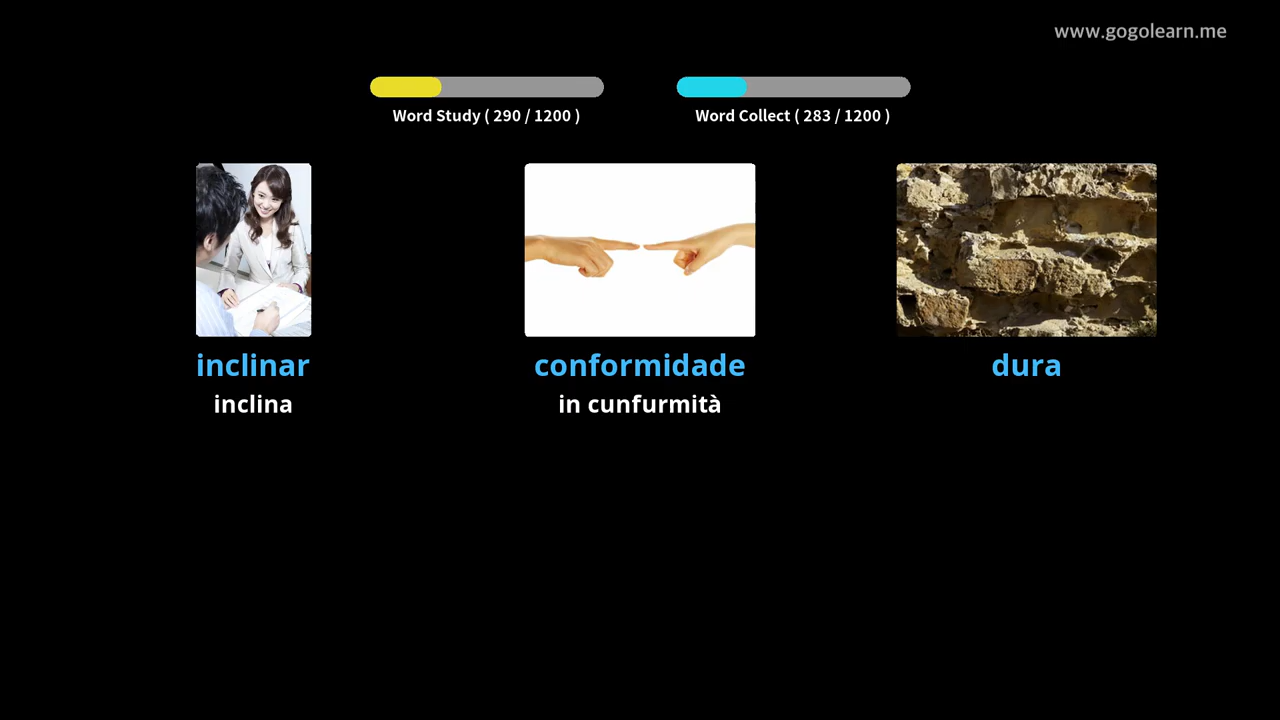 www.gogolearn.me
Word Study ( 290 / 1200 )
Word Collect ( 283 / 1200 )
inclinar
conformidade
dura
inclina
in cunfurmità